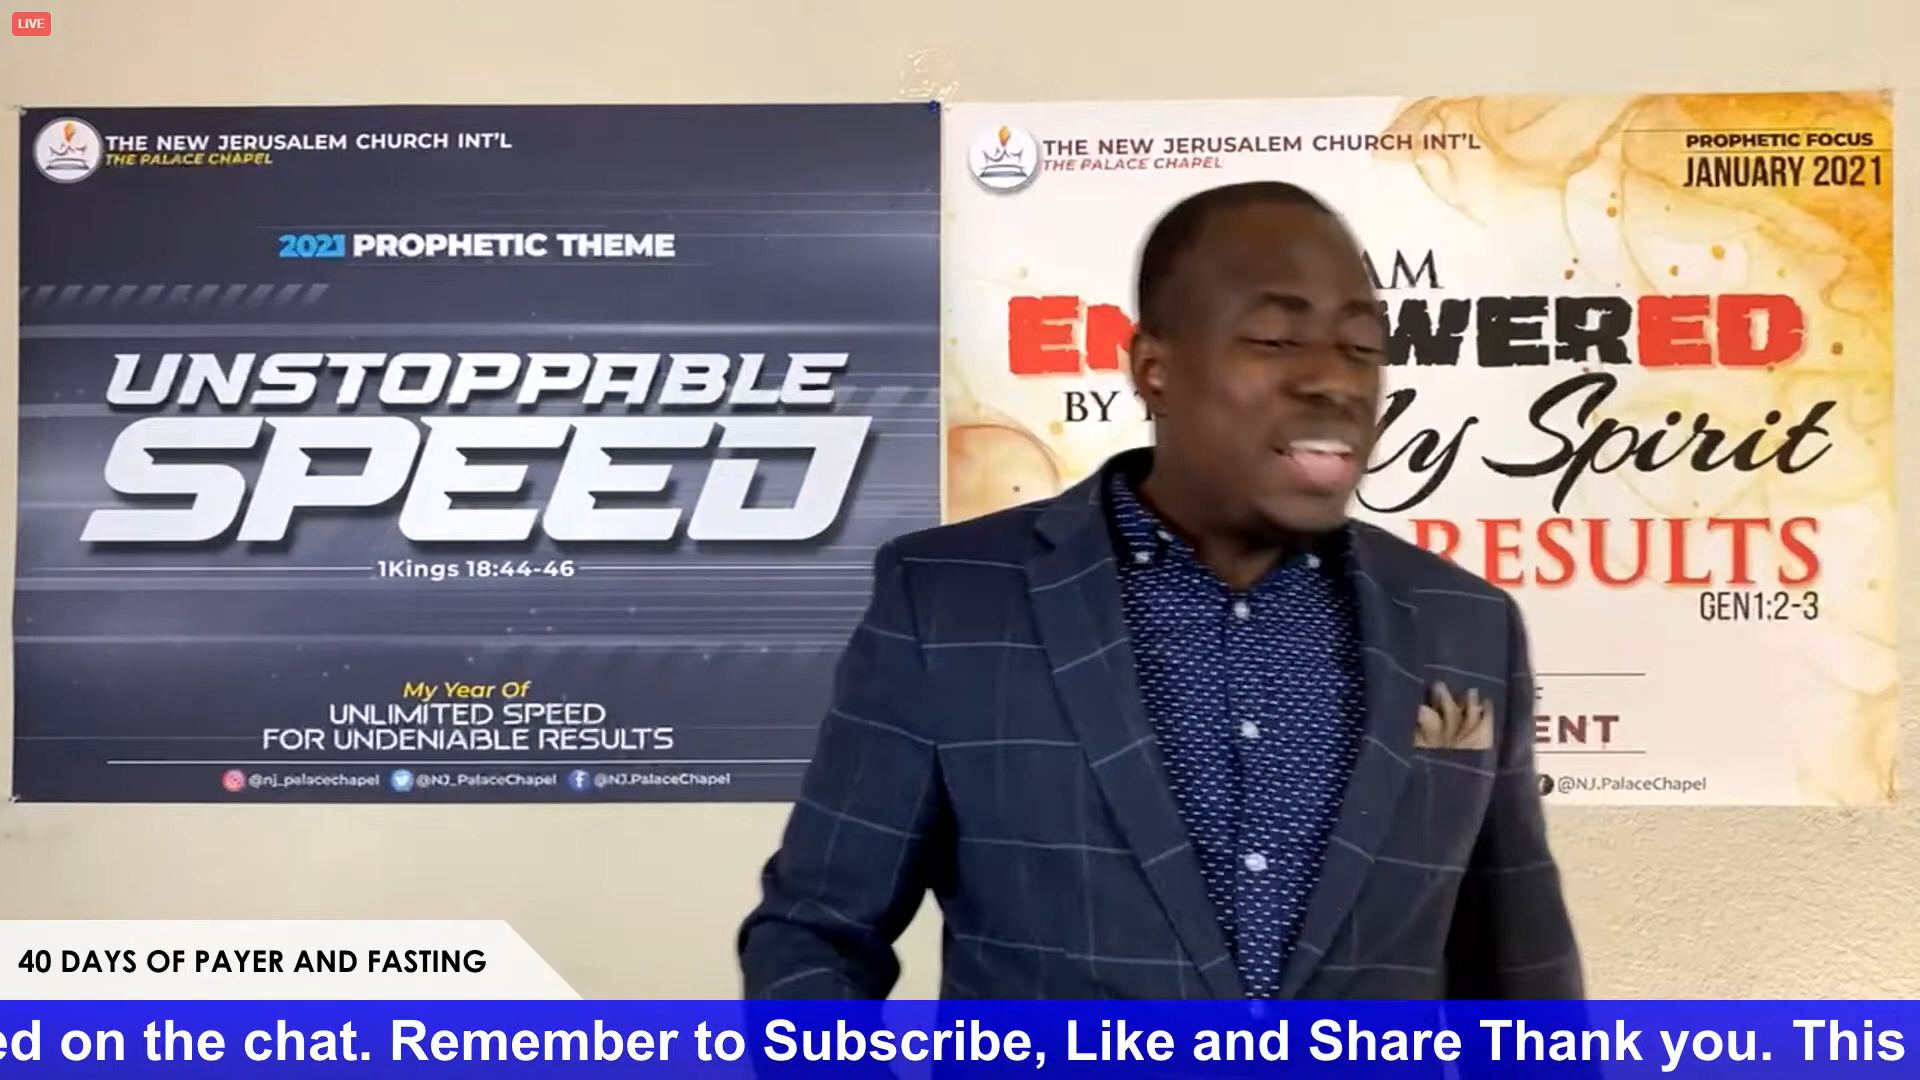 LIVE
THE NEW JERUSALEM CHURCH INT'L
THE PALACE CHAPEL
2021 PROPHETIC THEME
UNSTOPPABLE
SPEED
1Kings 18:44-46
My Year Of
UNLIMITED SPEED
FOR UNDENIABLE RESULTS
@nj_palacechapel @NJ_PalaceChapel @NJ.PalaceChapel
THE NEW JERUSALEM CHURCH INT'L
THE PALACE CHAPEL
PROPHETIC FOCUS
JANUARY 2021
AM
BY
Spirit
RESULTS
GEN1:2-3
@NJ.PalaceChapel
40 DAYS OF PAYER AND FASTING
on the chat. Remember to Subscribe, Like and Share Thank you. This